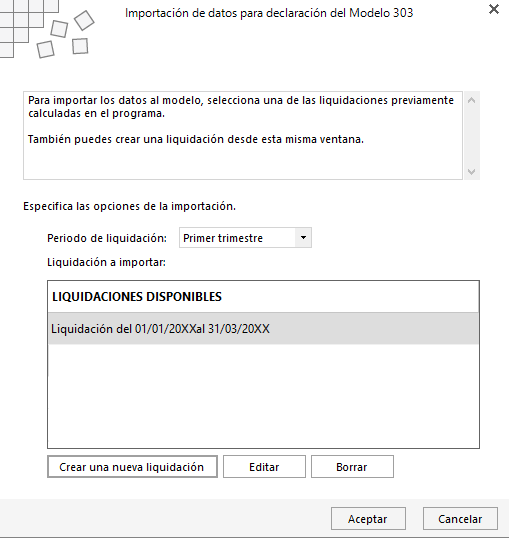 Importación de datos para declaración del Modelo 303
Para importar los datos al modelo, selecciona una de las liquidaciones previamente
calculadas en el programa.
También puedes crear una liquidación desde esta misma ventana.
Especifica las opciones de la importación.
Periodo de liquidación: Primer trimestre
Liquidación a importar:
LIQUIDACIONES DISPONIBLES
Liquidación del 01/01/20XXal 31/03/20XX
Crear una nueva liquidación Editar Borrar
Aceptar Cancelar